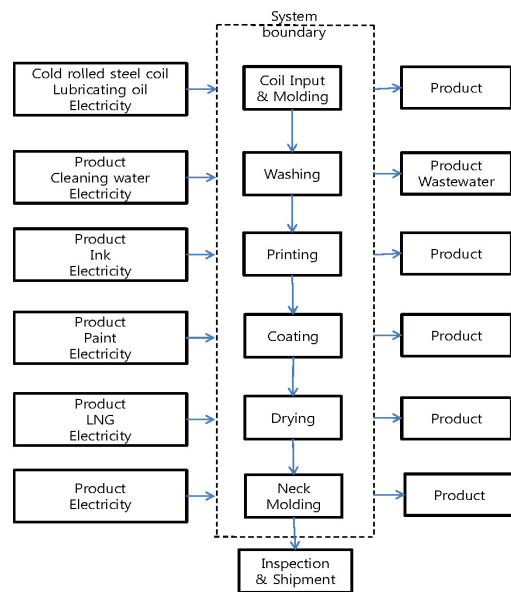 System
boundary
Cold rolled steel coil
Lubricating oil
Electricity
Coil Input
& Molding
Product
Product
Cleaning water
Electricity
Washing
Product
Wastewater
Product
Ink
Electricity
Printing
Product
Product
Paint
Electricity
Coating
Product
Product
LNG
Electricity
Drying
Product
Product
Electricity
Neck
Molding
Product
Inspection
& Shipment